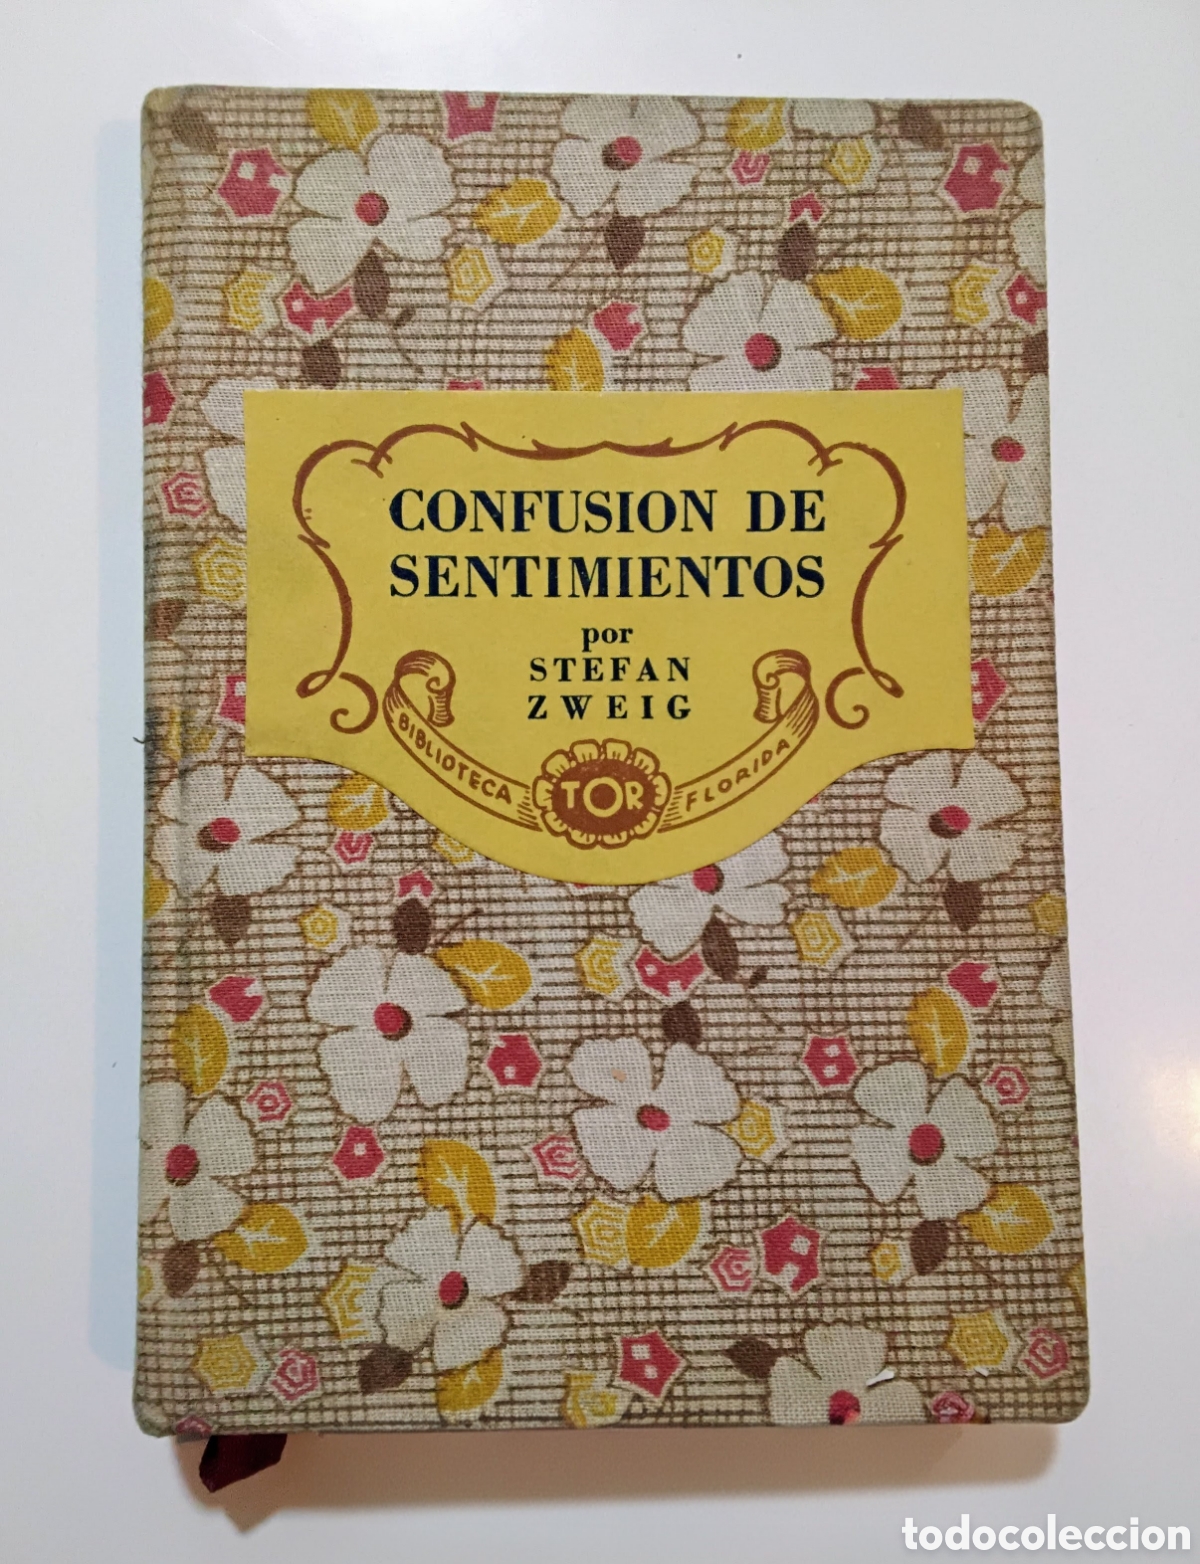 CONFUSION DE
SENTIMIENTOS
por
STEFAN
ZWEIG
BIBLIOTECA TOR FLORIDA
todocoleccion